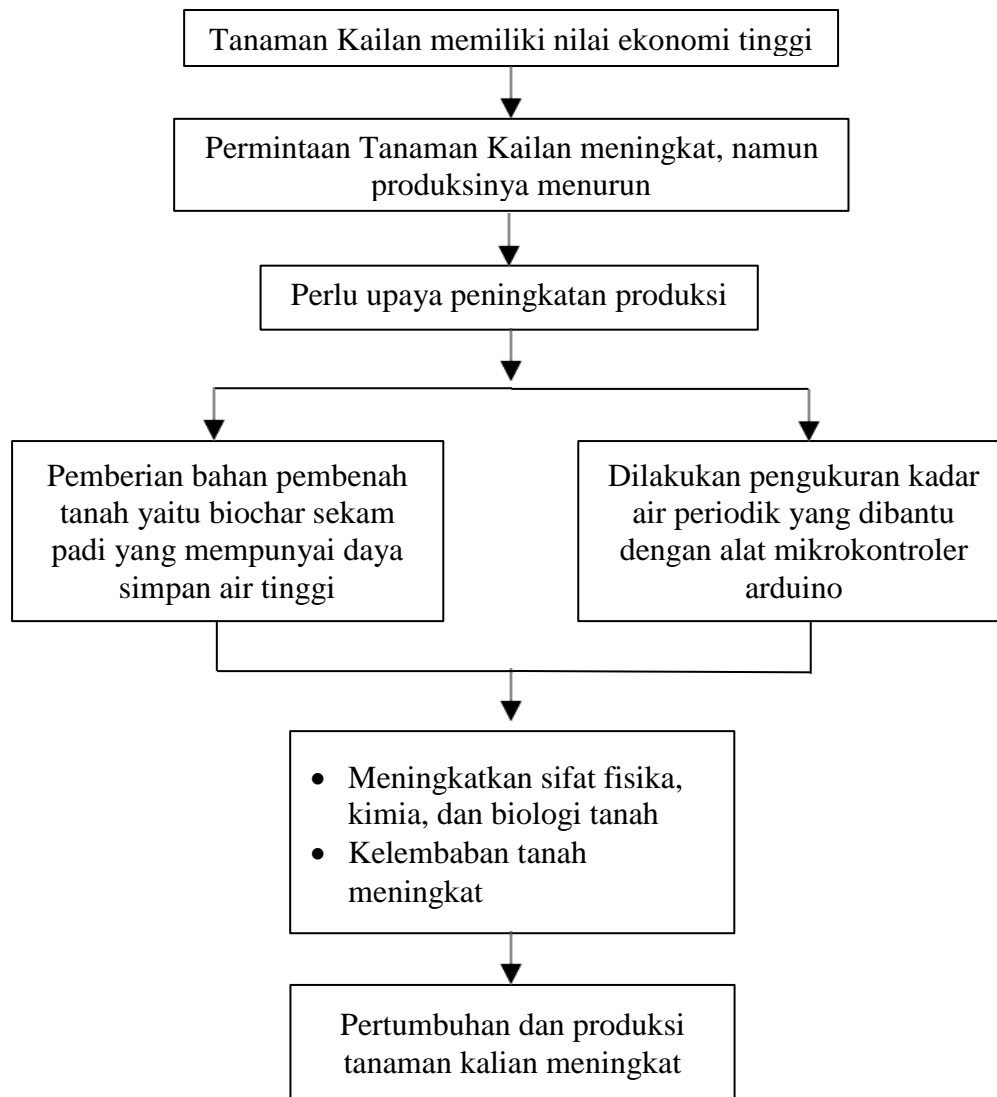 Tanaman Kailan memiliki nilai ekonomi tinggi
Permintaan Tanaman Kailan meningkat, namun
produksinya menurun
Perlu upaya peningkatan produksi
Pemberian bahan pembenah
tanah yaitu biochar sekam
padi yang mempunyai daya
simpan air tinggi
Dilakukan pengukuran kadar
air periodik yang dibantu
dengan alat mikrokontroler
arduino
• Meningkatkan sifat fisika,
kimia, dan biologi tanah
• Kelembaban tanah
meningkat
Pertumbuhan dan produksi
tanaman kalian meningkat